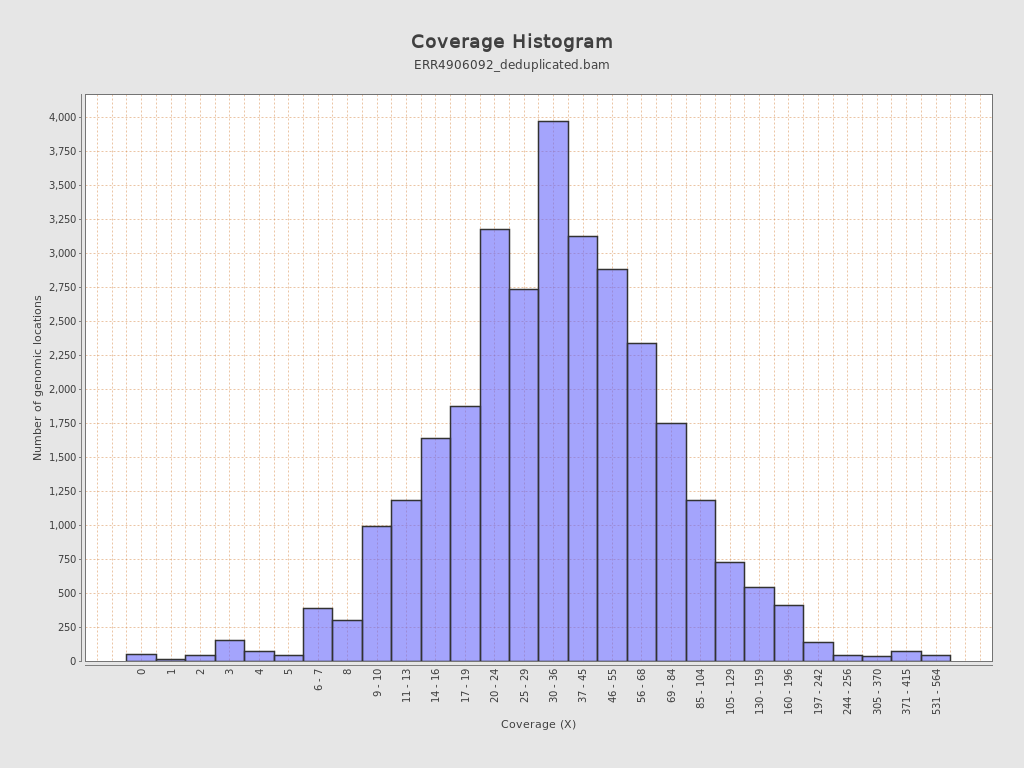 Coverage Histogram
ERR4906092_deduplicated.bam
Number of genomic locations
4,000
3,750
3,500
3,250
3,000
2,750
2,500
2,250
2,000
1,750
1,500
1,250
1,000
750
500
250
0
0
1
2
3
4
5
6 - 7
8
9 - 10
11 - 13
14 - 16
17 - 19
20 - 24
25 - 29
30 - 36
37 - 45
46 - 55
56 - 68
69 - 84
85 - 104
105 - 129
130 - 159
160 - 196
197 - 242
244 - 256
305 - 370
371 - 415
531 - 564
Coverage (X)